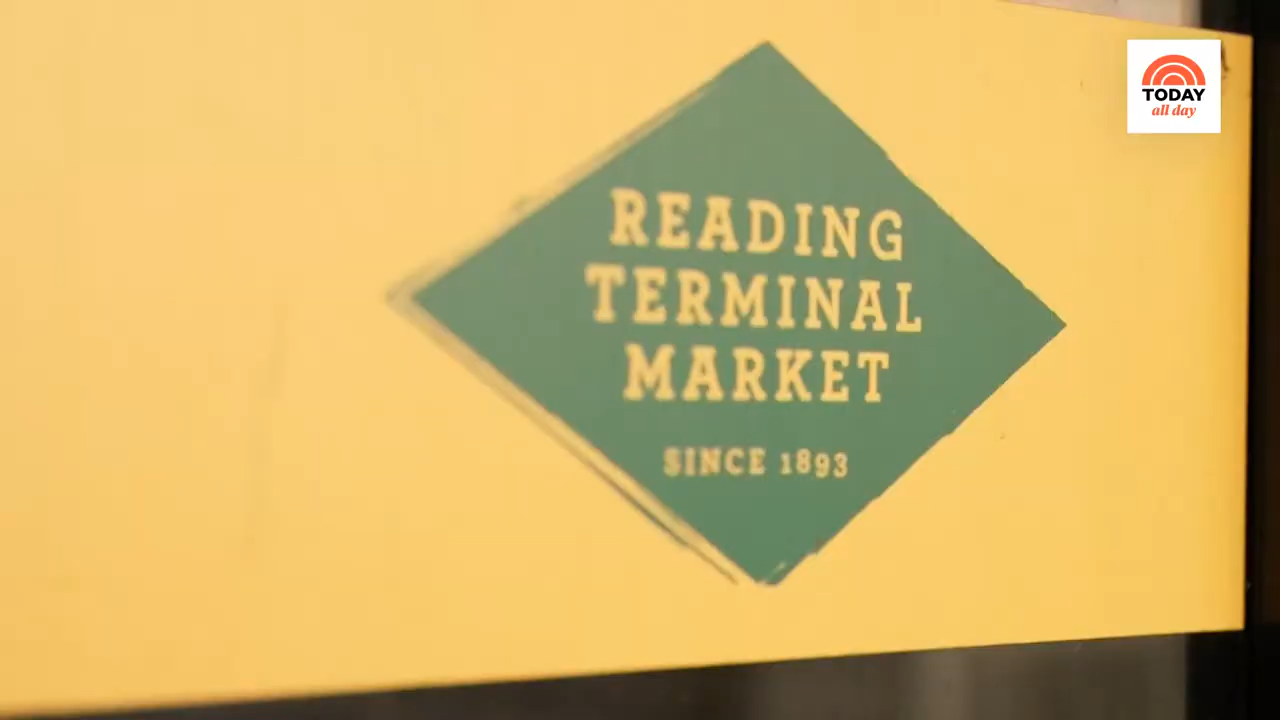 TODAY
all day
READING
TERMINAL
MARKET
SINCE 1893